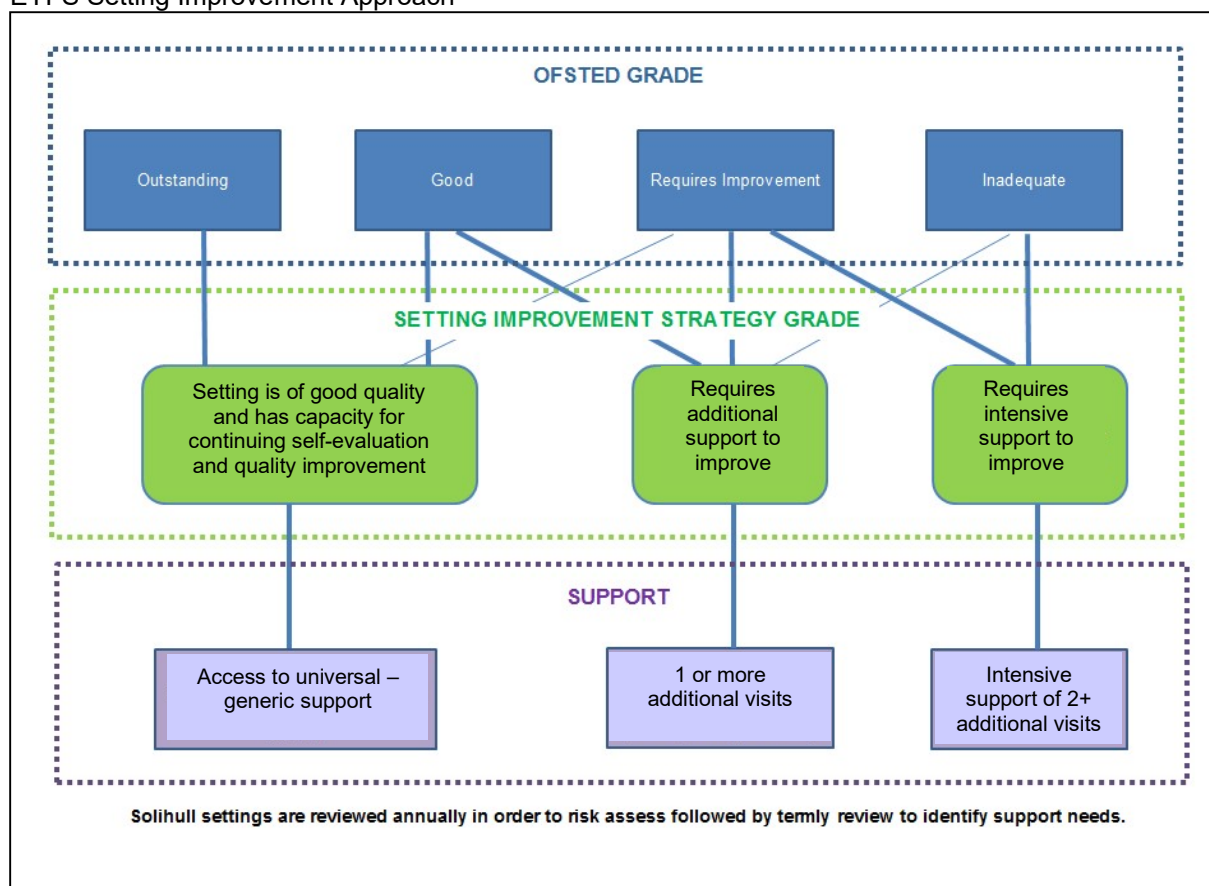 EYFS Setting Improvement Approach
OFSTED GRADE
Outstanding
Good
Requires Improvement
Inadequate
SETTING IMPROVEMENT STRATEGY GRADE
Setting is of good quality
and has capacity for
continuing self-evaluation
and quality improvement
Requires
additional
support to
improve
Requires
intensive
support to
improve
SUPPORT
Access to universal –
generic support
1 or more
additional visits
Intensive
support of 2+
additional visits
Solihull settings are reviewed annually in order to risk assess followed by termly review to identify support needs.